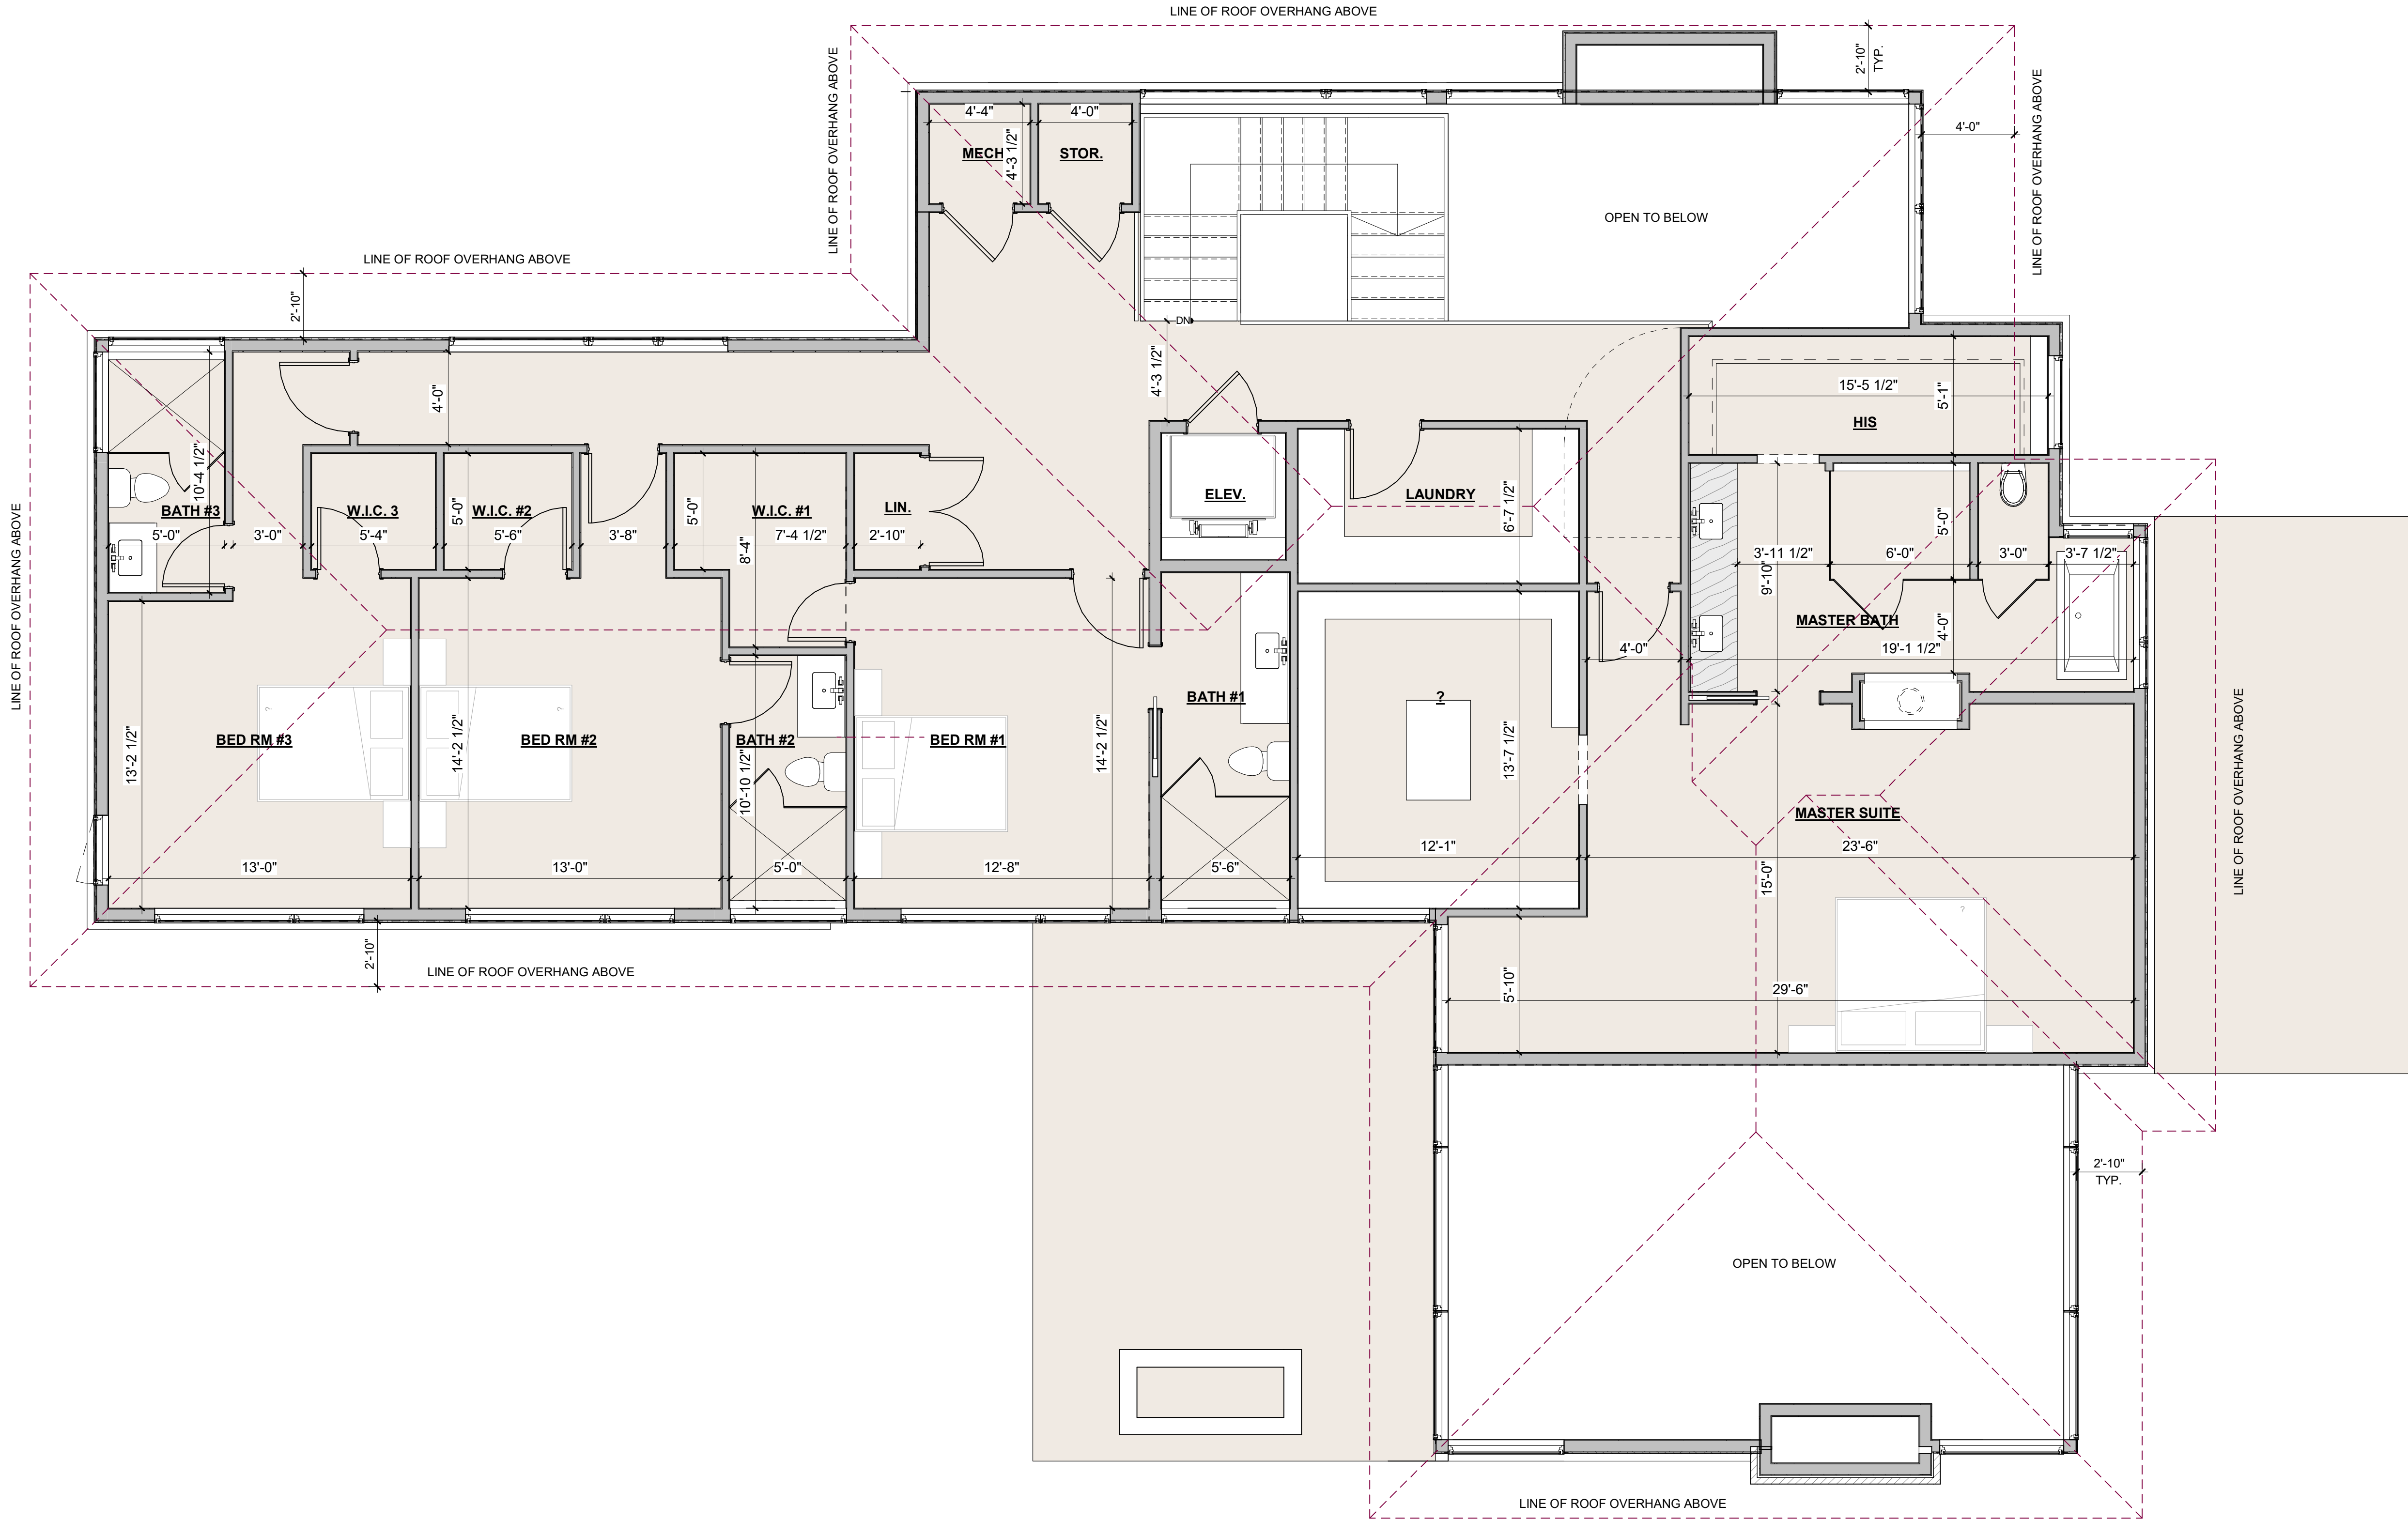 LINE OF ROOF OVERHANG ABOVE
2'-10"
TYP.
LINE OF ROOF OVERHANG ABOVE
LINE OF ROOF OVERHANG ABOVE
4'-0"
4'-4"
4'-0"
MECH
4'-3 1/2"
STOR.
OPEN TO BELOW
LINE OF ROOF OVERHANG ABOVE
2'-10"
DN
4'-3 1/2"
4'-0"
15'-5 1/2"
5'-1"
HIS
10'-4 1/2"
BATH #3
5'-0"
3'-0"
W.I.C. 3
5'-4"
5'-0"
W.I.C. #2
5'-6"
3'-8"
5'-0"
W.I.C. #1
7'-4 1/2"
8'-4"
LIN.
2'-10"
ELEV.
LAUNDRY
6'-7 1/2"
3'-11 1/2"
9'-10"
6'-0"
5'-0"
3'-0"
3'-7 1/2"
MASTER BATH
4'-0"
19'-1 1/2"
4'-0"
LINE OF ROOF OVERHANG ABOVE
BED RM #3
?
13'-2 1/2"
13'-0"
BED RM #2
?
14'-2 1/2"
13'-0"
BATH #2
10'-10 1/2"
5'-0"
BED RM #1
14'-2 1/2"
12'-8"
BATH #1
5'-6"
?
13'-7 1/2"
12'-1"
MASTER SUITE
23'-6"
15'-0"
?
29'-6"
5'-10"
LINE OF ROOF OVERHANG ABOVE
2'-10"
LINE OF ROOF OVERHANG ABOVE
2'-10"
TYP.
OPEN TO BELOW
LINE OF ROOF OVERHANG ABOVE